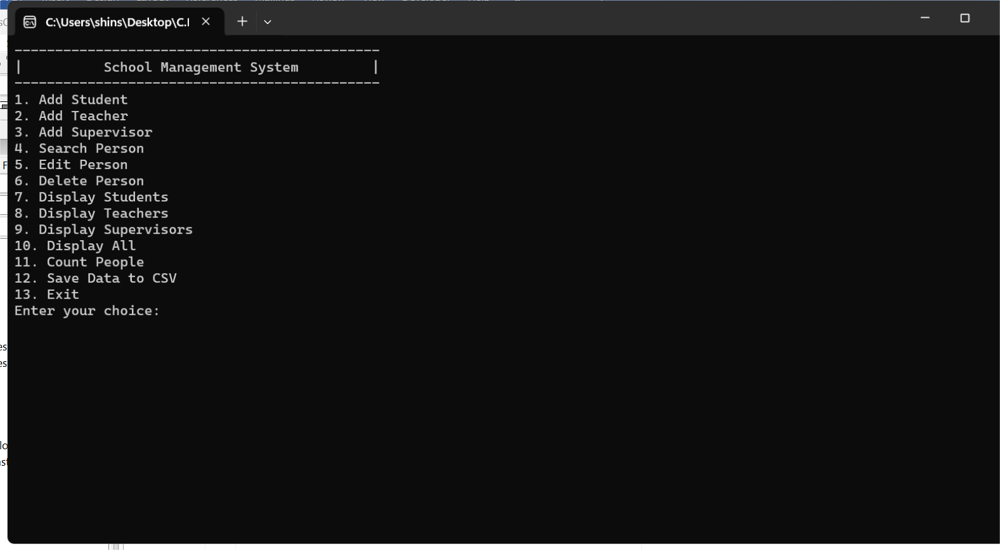 C:\Users\shins\Desktop\C.
---------------------------------------------
|          School Management System         |
---------------------------------------------
1. Add Student
2. Add Teacher
3. Add Supervisor
4. Search Person
5. Edit Person
6. Delete Person
7. Display Students
8. Display Teachers
9. Display Supervisors
10. Display All
11. Count People
12. Save Data to CSV
13. Exit
Enter your choice: